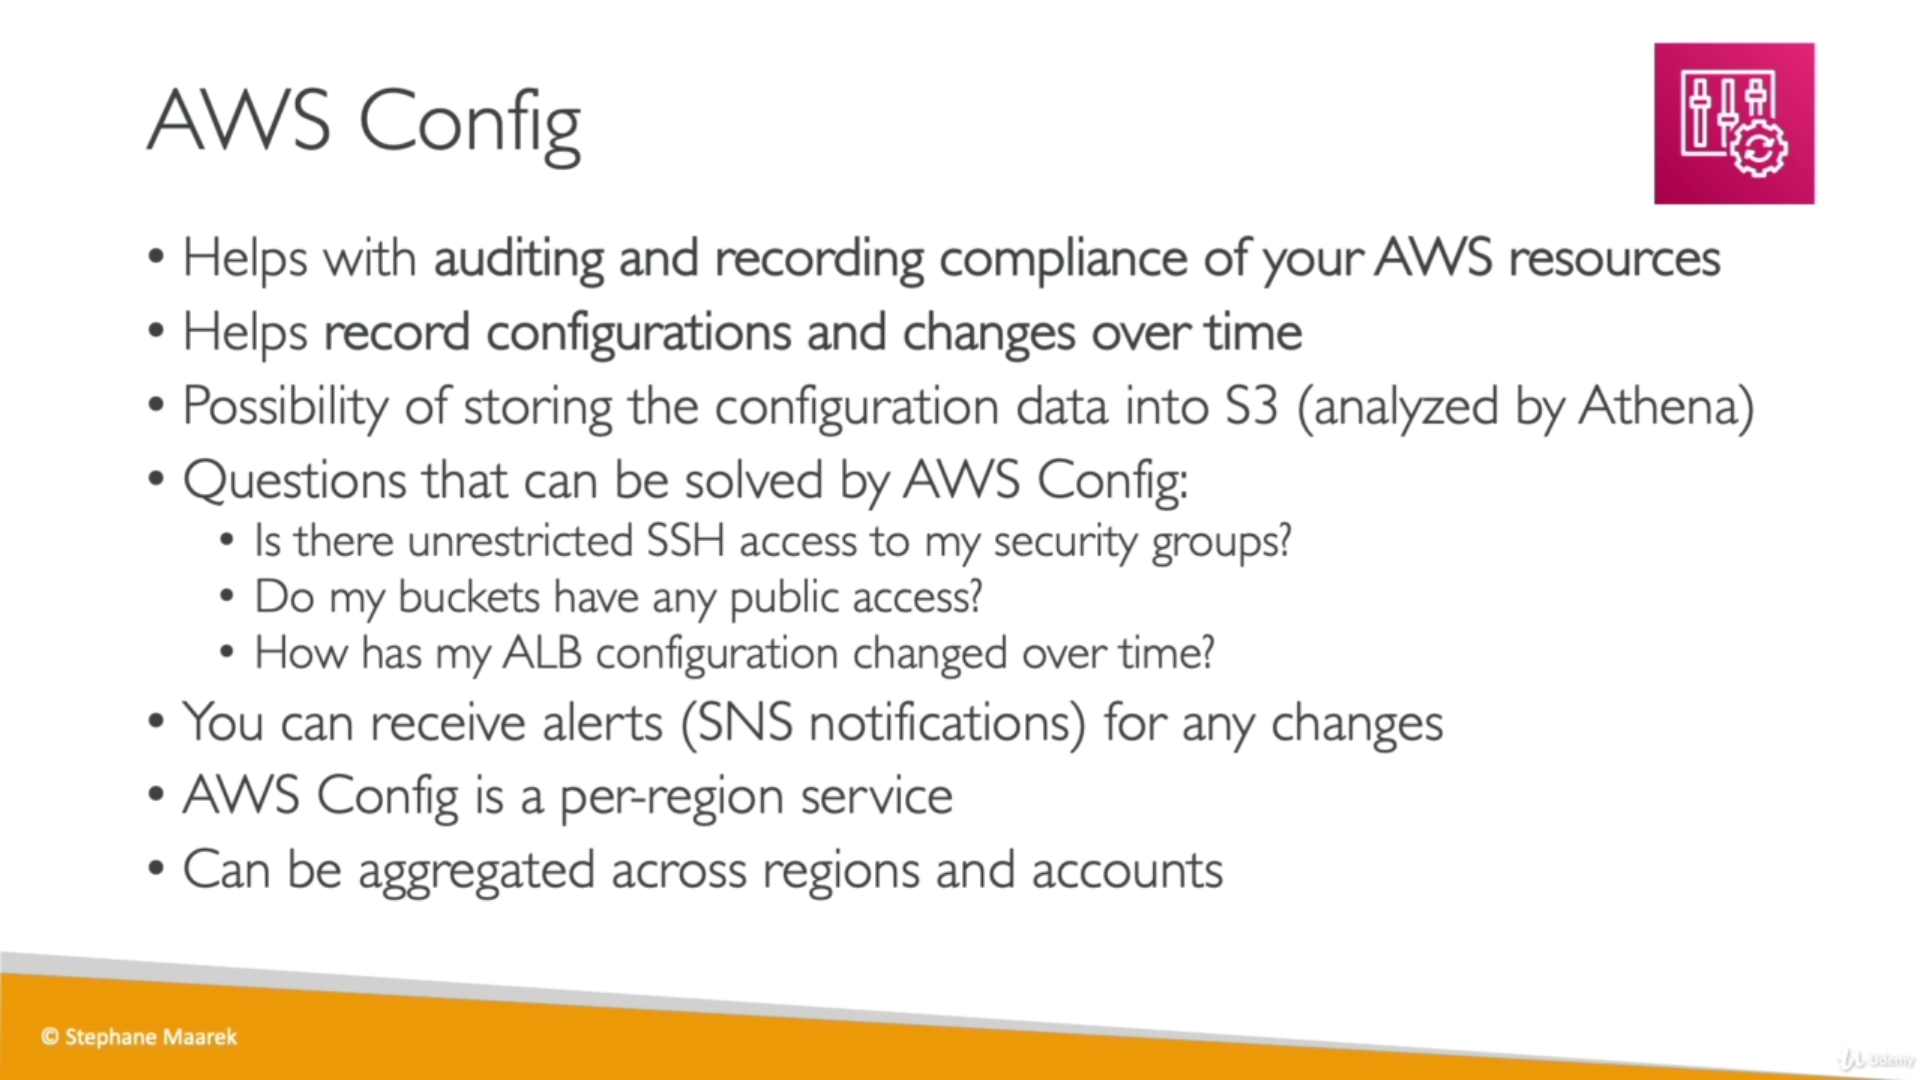 AWS Config
• Helps with auditing and recording compliance of your AWS resources
• Helps record configurations and changes over time
• Possibility of storing the configuration data into S3 (analyzed by Athena)
• Questions that can be solved by AWS Config:
• Is there unrestricted SSH access to my security groups?
• Do my buckets have any public access?
• How has my ALB configuration changed over time?
• You can receive alerts (SNS notifications) for any changes
• AWS Config is a per-region service
• Can be aggregated across regions and accounts
© Stephane Maarek
Udemy